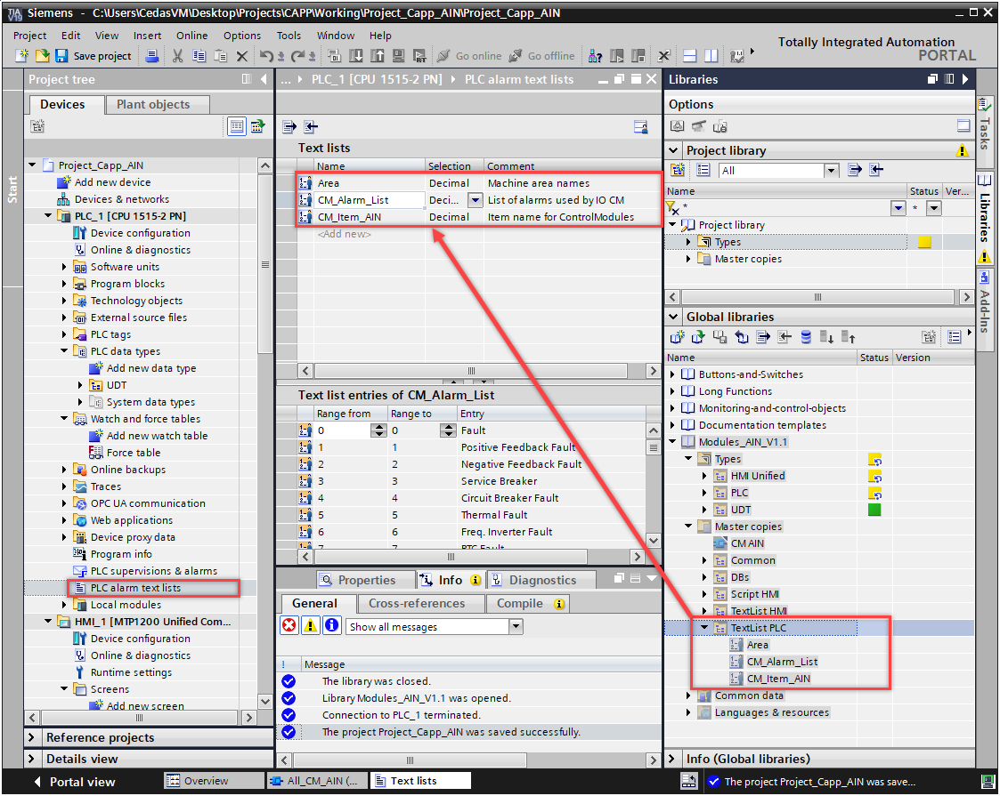 Siemens - C:\Users\CedasVM\Desktop\Projects\CAPP\Working\Project_Capp_AIN\Project_Capp_AIN
Project Edit View Insert Online Options Tools Window Help
Totally Integrated Automation
PORTAL
Save project Go online Go offline
Project tree
Devices Plant objects
Start
Project_Capp_AIN
Add new device
Devices & networks
PLC_1 [CPU 1515-2 PN]
Device configuration
Online & diagnostics
Software units
Program blocks
Technology objects
External source files
PLC tags
PLC data types
Add new data type
UDT
System data types
Watch and force tables
Add new watch table
Force table
Online backups
Traces
OPC UA communication
Web applications
Device proxy data
Program info
PLC supervisions & alarms
PLC alarm text lists
Local modules
HMI_1 [MTP1200 Unified Com...
Device configuration
Online & diagnostics
Runtime settings
Screens
Add new screen
Reference projects
Details view
... PLC_1 [CPU 1515-2 PN] PLC alarm text lists
Text lists
Name Selection Comment
Area Decimal Machine area names
CM_Alarm_List Deci... List of alarms used by IO CM
CM_Item_AIN Decimal Item name for ControlModules
<Add new>
Text list entries of CM_Alarm_List
Range from Range to Entry
0 0 Fault
1 1 Positive Feedback Fault
2 2 Negative Feedback Fault
3 3 Service Breaker
4 4 Circuit Breaker Fault
5 5 Thermal Fault
6 6 Freq. Inverter Fault
7 7 PTC Fault
Properties Info Diagnostics
General Cross-references Compile
Show all messages
! Message
The library was closed.
Library Modules_AIN_V1.1 was opened.
Connection to PLC_1 terminated.
The project Project_Capp_AIN was saved successfully.
Libraries
Options
Project library
All
Name Status Ver...
* *
Project library
Types
Master copies
Global libraries
Name Status Version
Buttons-and-Switches
Long Functions
Monitoring-and-control-objects
Documentation templates
Modules_AIN_V1.1
Types
HMI Unified
PLC
UDT
Master copies
CM AIN
Common
DBs
Script HMI
TextList HMI
TextList PLC
Area
CM_Alarm_List
CM_Item_AIN
Common data
Languages & resources
Info (Global libraries)
Tasks
Libraries
Add-Ins
Portal view Overview All_CM_AIN (... Text lists The project Project_Capp_AIN was save...